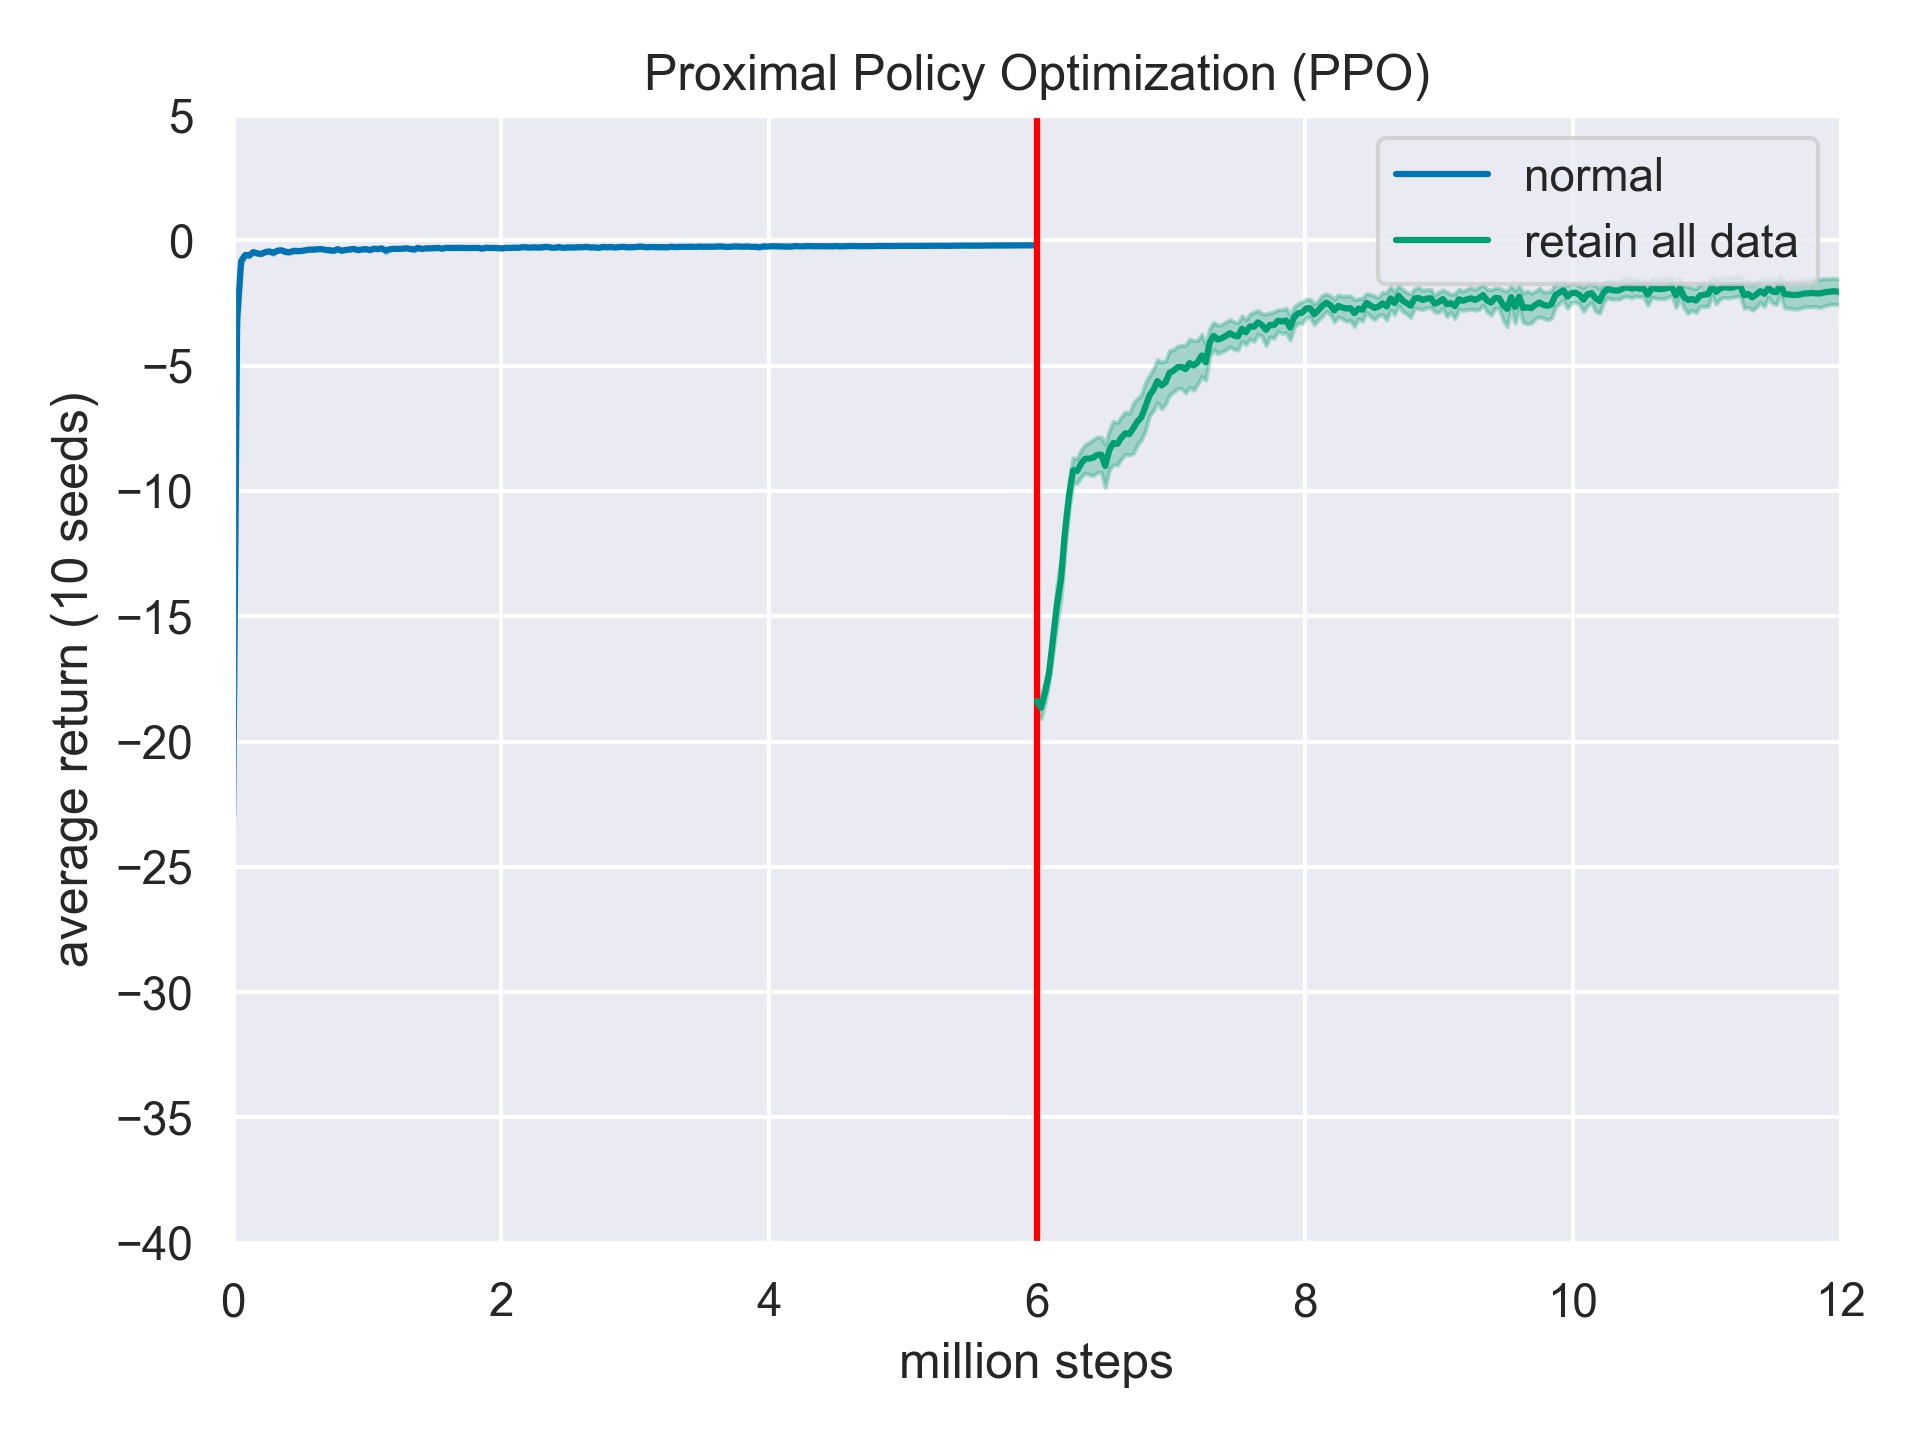 Proximal Policy Optimization (PPO)
5
0
−5
−10
−15
−20
−25
−30
−35
−40
average return (10 seeds)
normal
retain all data
0 2 4 6 8 10 12
million steps